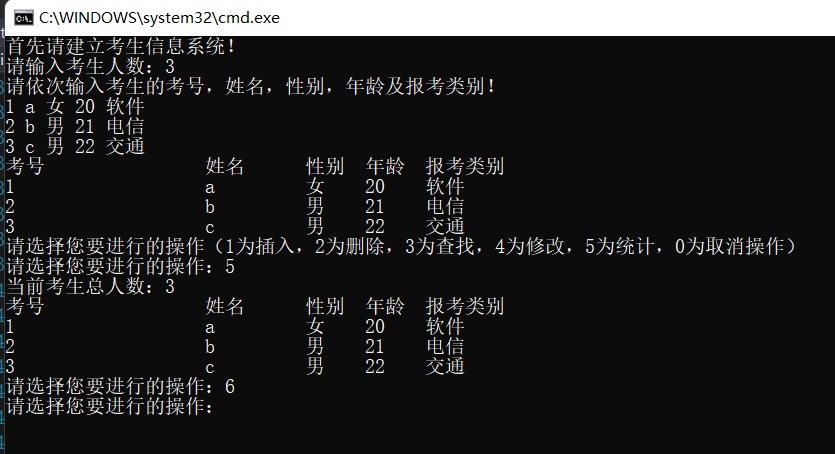 C:\WINDOWS\system32\cmd.exe
首先请建立考生信息系统!
请输入考生人数：3
请依次输入考生的考号，姓名，性别，年龄及报考类别!
1 a 女 20 软件
2 b 男 21 电信
3 c 男 22 交通
考号 姓名 性别 年龄 报考类别
1 a 女 20 软件
2 b 男 21 电信
3 c 男 22 交通
请选择您要进行的操作（1为插入，2为删除，3为查找，4为修改，5为统计，0为取消操作）
请选择您要进行的操作：5
当前考生总人数：3
考号 姓名 性别 年龄 报考类别
1 a 女 20 软件
2 b 男 21 电信
3 c 男 22 交通
请选择您要进行的操作：6
请选择您要进行的操作：